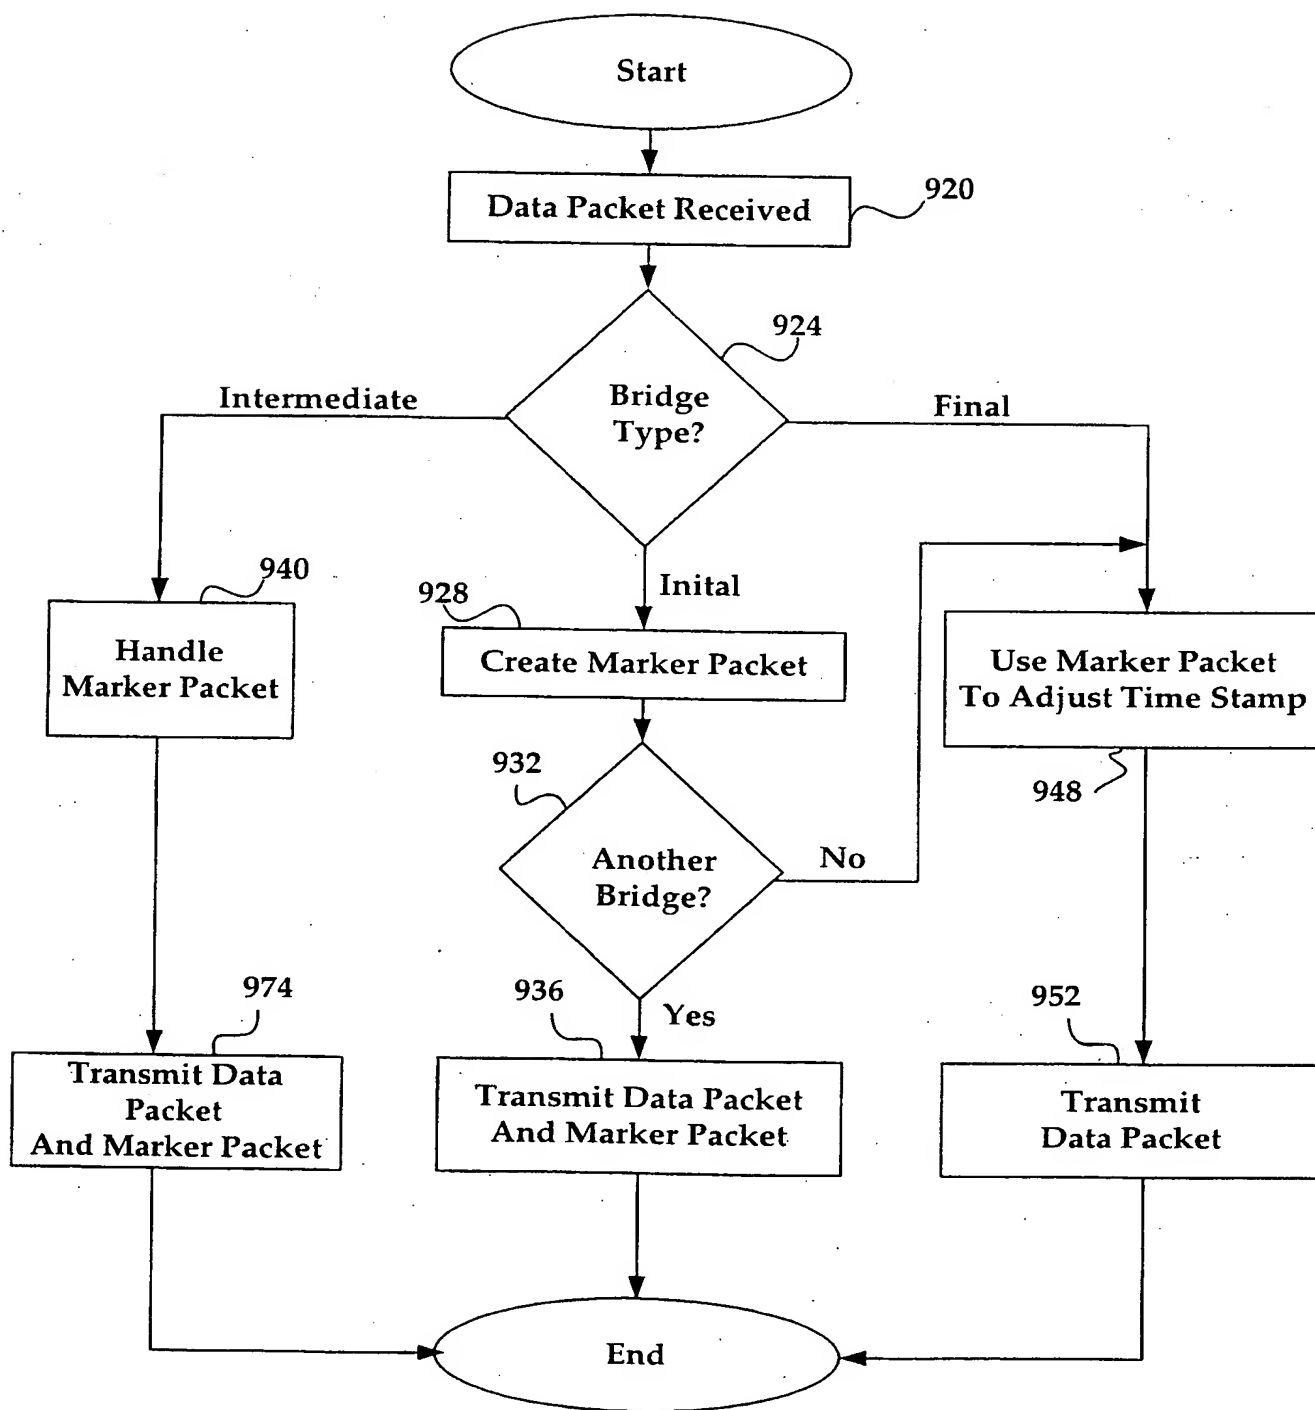 Start
Data Packet Received
920
924
Bridge
Type?
Intermediate
Final
940
Handle
Marker Packet
928
Inital
Create Marker Packet
Use Marker Packet
To Adjust Time Stamp
948
932
Another
Bridge?
No
Yes
974
Transmit Data
Packet
And Marker Packet
936
Transmit Data Packet
And Marker Packet
952
Transmit
Data Packet
End